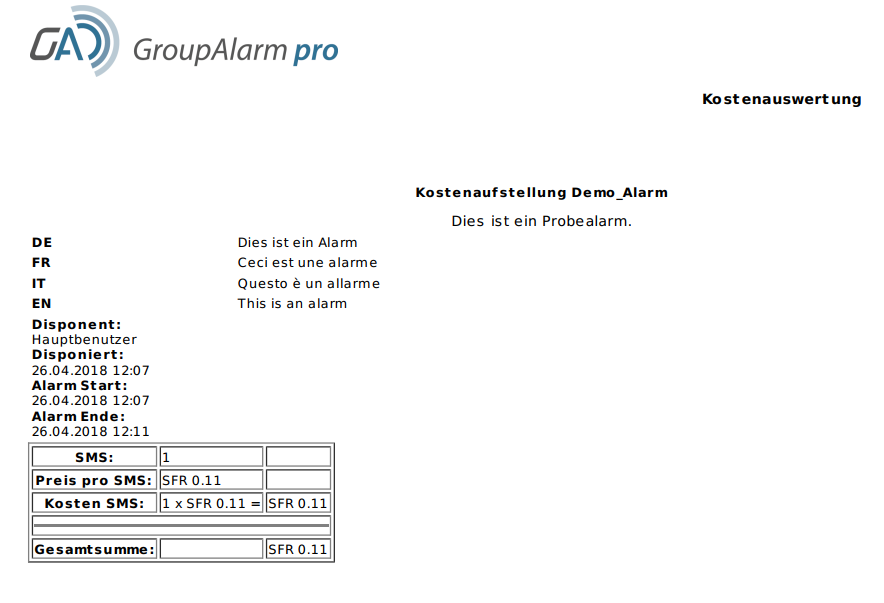 GA GroupAlarm pro
Kostenauswertung
Kostenaufstellung Demo_Alarm
Dies ist ein Probealarm.
DE Dies ist ein Alarm
FR Ceci est une alarme
IT Questo è un allarme
EN This is an alarm
Disponent:
Hauptbenutzer
Disponiert:
26.04.2018 12:07
Alarm Start:
26.04.2018 12:07
Alarm Ende:
26.04.2018 12:11
SMS: 1
Preis pro SMS: SFR 0.11
Kosten SMS: 1 x SFR 0.11 = SFR 0.11
Gesamtsumme: SFR 0.11